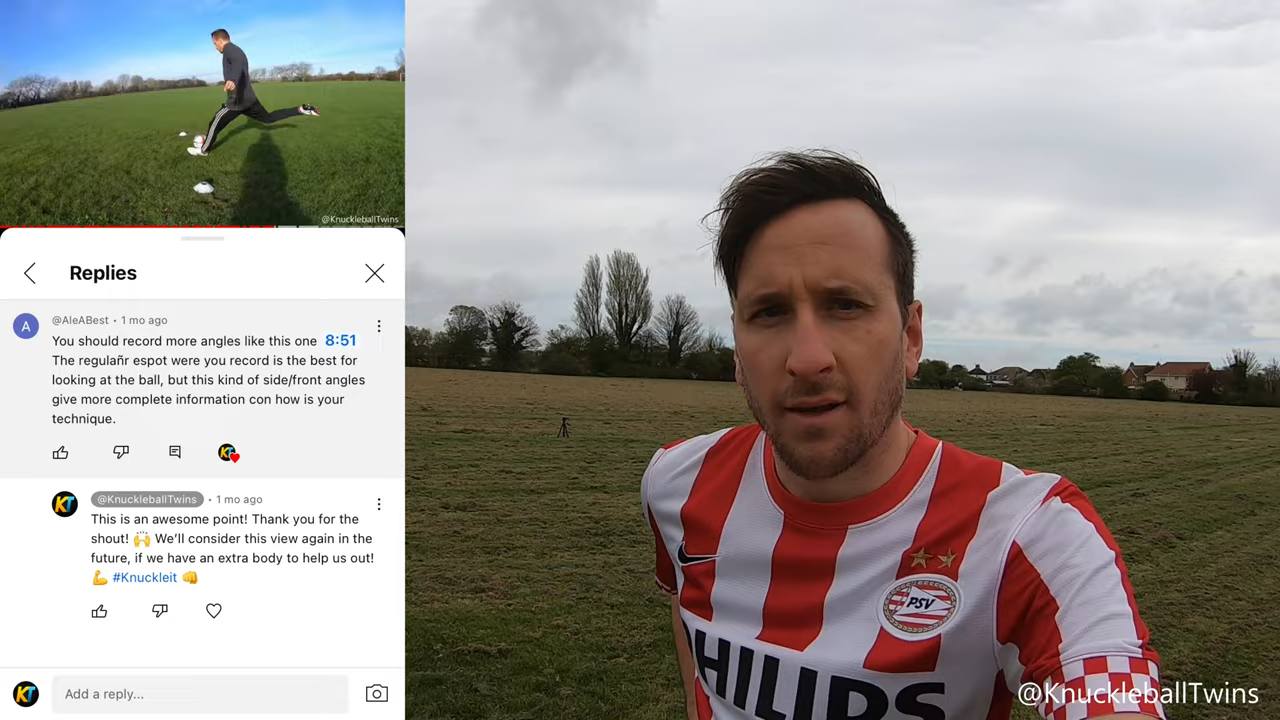 @KnuckleballTwins
Replies
A
@AleABest · 1 mo ago
You should record more angles like this one 8:51
The regulañr espot were you record is the best for
looking at the ball, but this kind of side/front angles
give more complete information con how is your
technique.
KT
KT
@KnuckleballTwins · 1 mo ago
This is an awesome point! Thank you for the
shout! 🙌 We'll consider this view again in the
future, if we have an extra body to help us out!
💪 #Knuckleit 👊
KT
Add a reply...
PSV
PHILIPS
@KnuckleballTwins